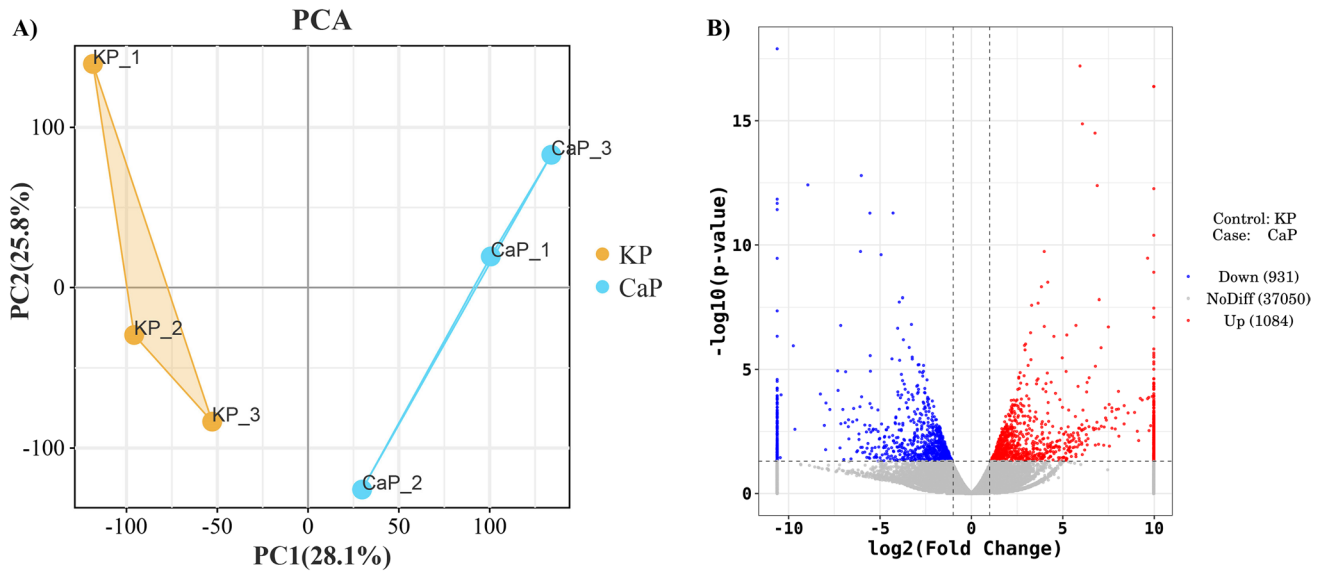 A)
PCA
KP_1
KP_2
KP_3
CaP_3
CaP_1
CaP_2
100
0
-100
-100
-50
0
50
100
PC2(25.8%)
PC1(28.1%)
KP
CaP
B)
15
10
5
0
-10
-5
0
5
10
-log10(p-value)
log2(Fold Change)
Control: KP
Case: CaP
Down (931)
NoDiff (37050)
Up (1084)